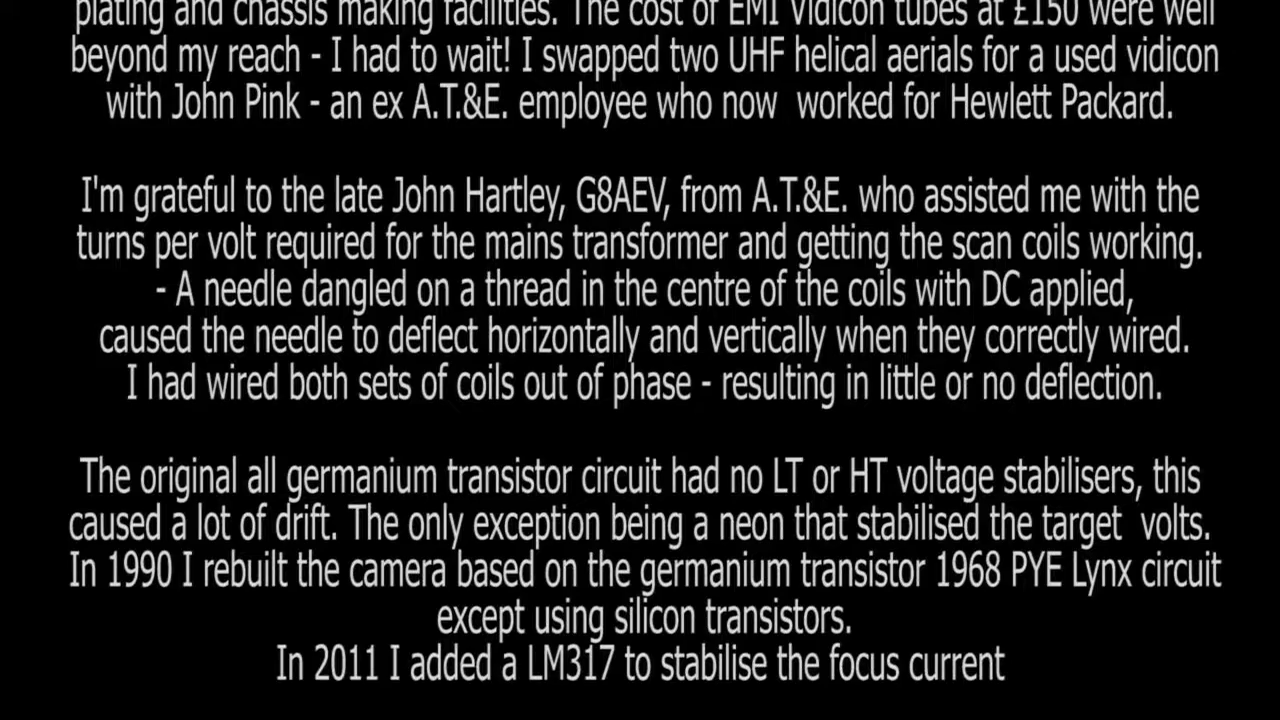 plating and chassis making facilities. The cost of EMI vidicon tubes at £150 were well
beyond my reach - I had to wait! I swapped two UHF helical aerials for a used vidicon
with John Pink - an ex A.T.&E. employee who now  worked for Hewlett Packard.
I'm grateful to the late John Hartley, G8AEV, from A.T.&E. who assisted me with the
turns per volt required for the mains transformer and getting the scan coils working.
- A needle dangled on a thread in the centre of the coils with DC applied,
caused the needle to deflect horizontally and vertically when they correctly wired.
I had wired both sets of coils out of phase - resulting in little or no deflection.
The original all germanium transistor circuit had no LT or HT voltage stabilisers, this
caused a lot of drift. The only exception being a neon that stabilised the target  volts.
In 1990 I rebuilt the camera based on the germanium transistor 1968 PYE Lynx circuit
except using silicon transistors.
In 2011 I added a LM317 to stabilise the focus current